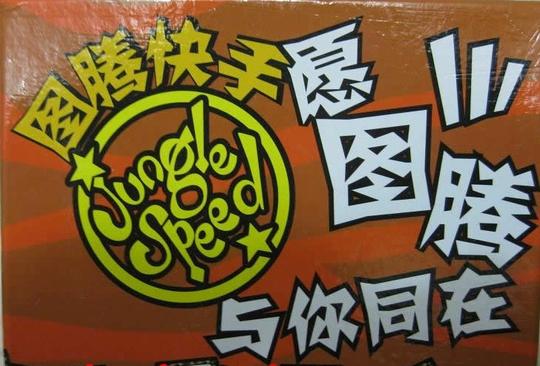 图腾快手
Jungle
Speed
愿
图腾
与你同在